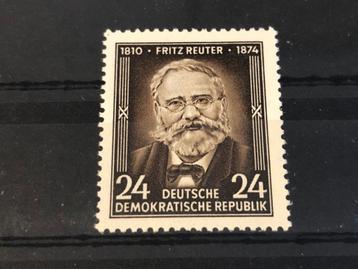 1810 · FRITZ REUTER · 1874
24 DEUTSCHE 24
DEMOKRATISCHE REPUBLIK